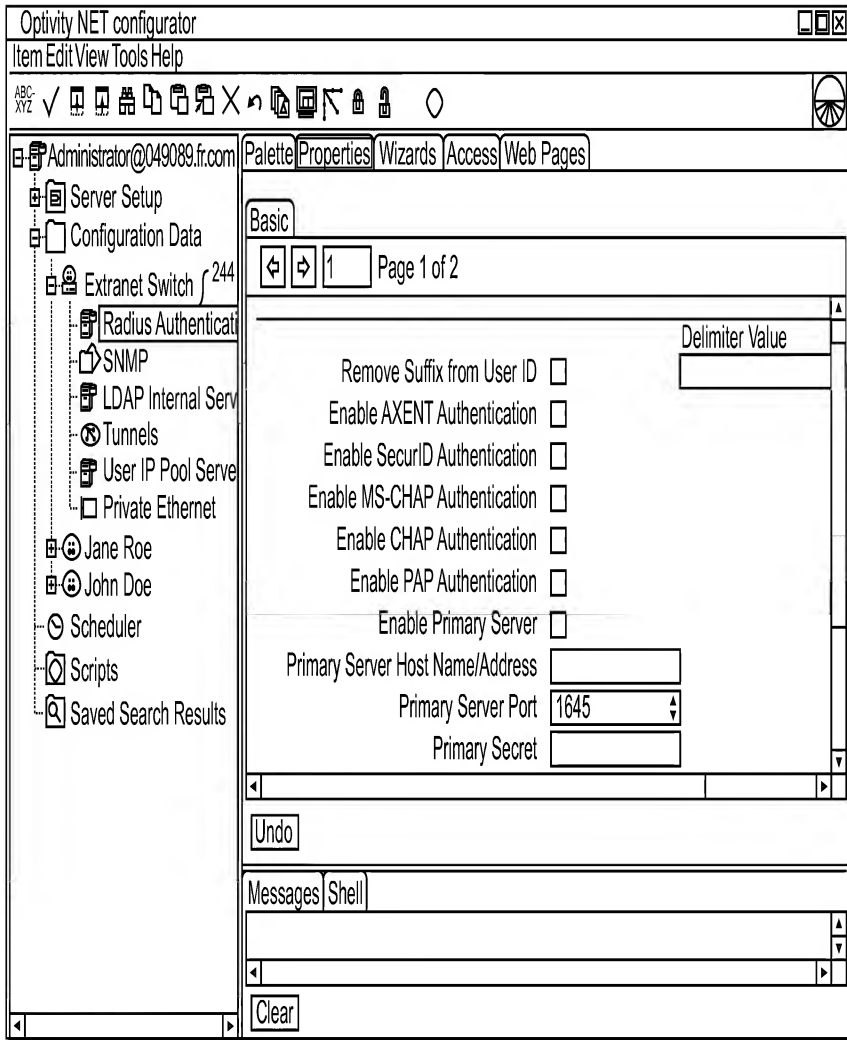 Optivity NET configurator
Item Edit View Tools Help
ABC-
XYZ
Administrator@049089.fr.com
Server Setup
Configuration Data
Extranet Switch 244
Radius Authenticati
SNMP
LDAP Internal Serv
Tunnels
User IP Pool Serve
Private Ethernet
Jane Roe
John Doe
Scheduler
Scripts
Saved Search Results
Palette Properties Wizards Access Web Pages
Basic
1 Page 1 of 2
Delimiter Value
Remove Suffix from User ID
Enable AXENT Authentication
Enable SecurID Authentication
Enable MS-CHAP Authentication
Enable CHAP Authentication
Enable PAP Authentication
Enable Primary Server
Primary Server Host Name/Address
Primary Server Port 1645
Primary Secret
Undo
Messages Shell
Clear